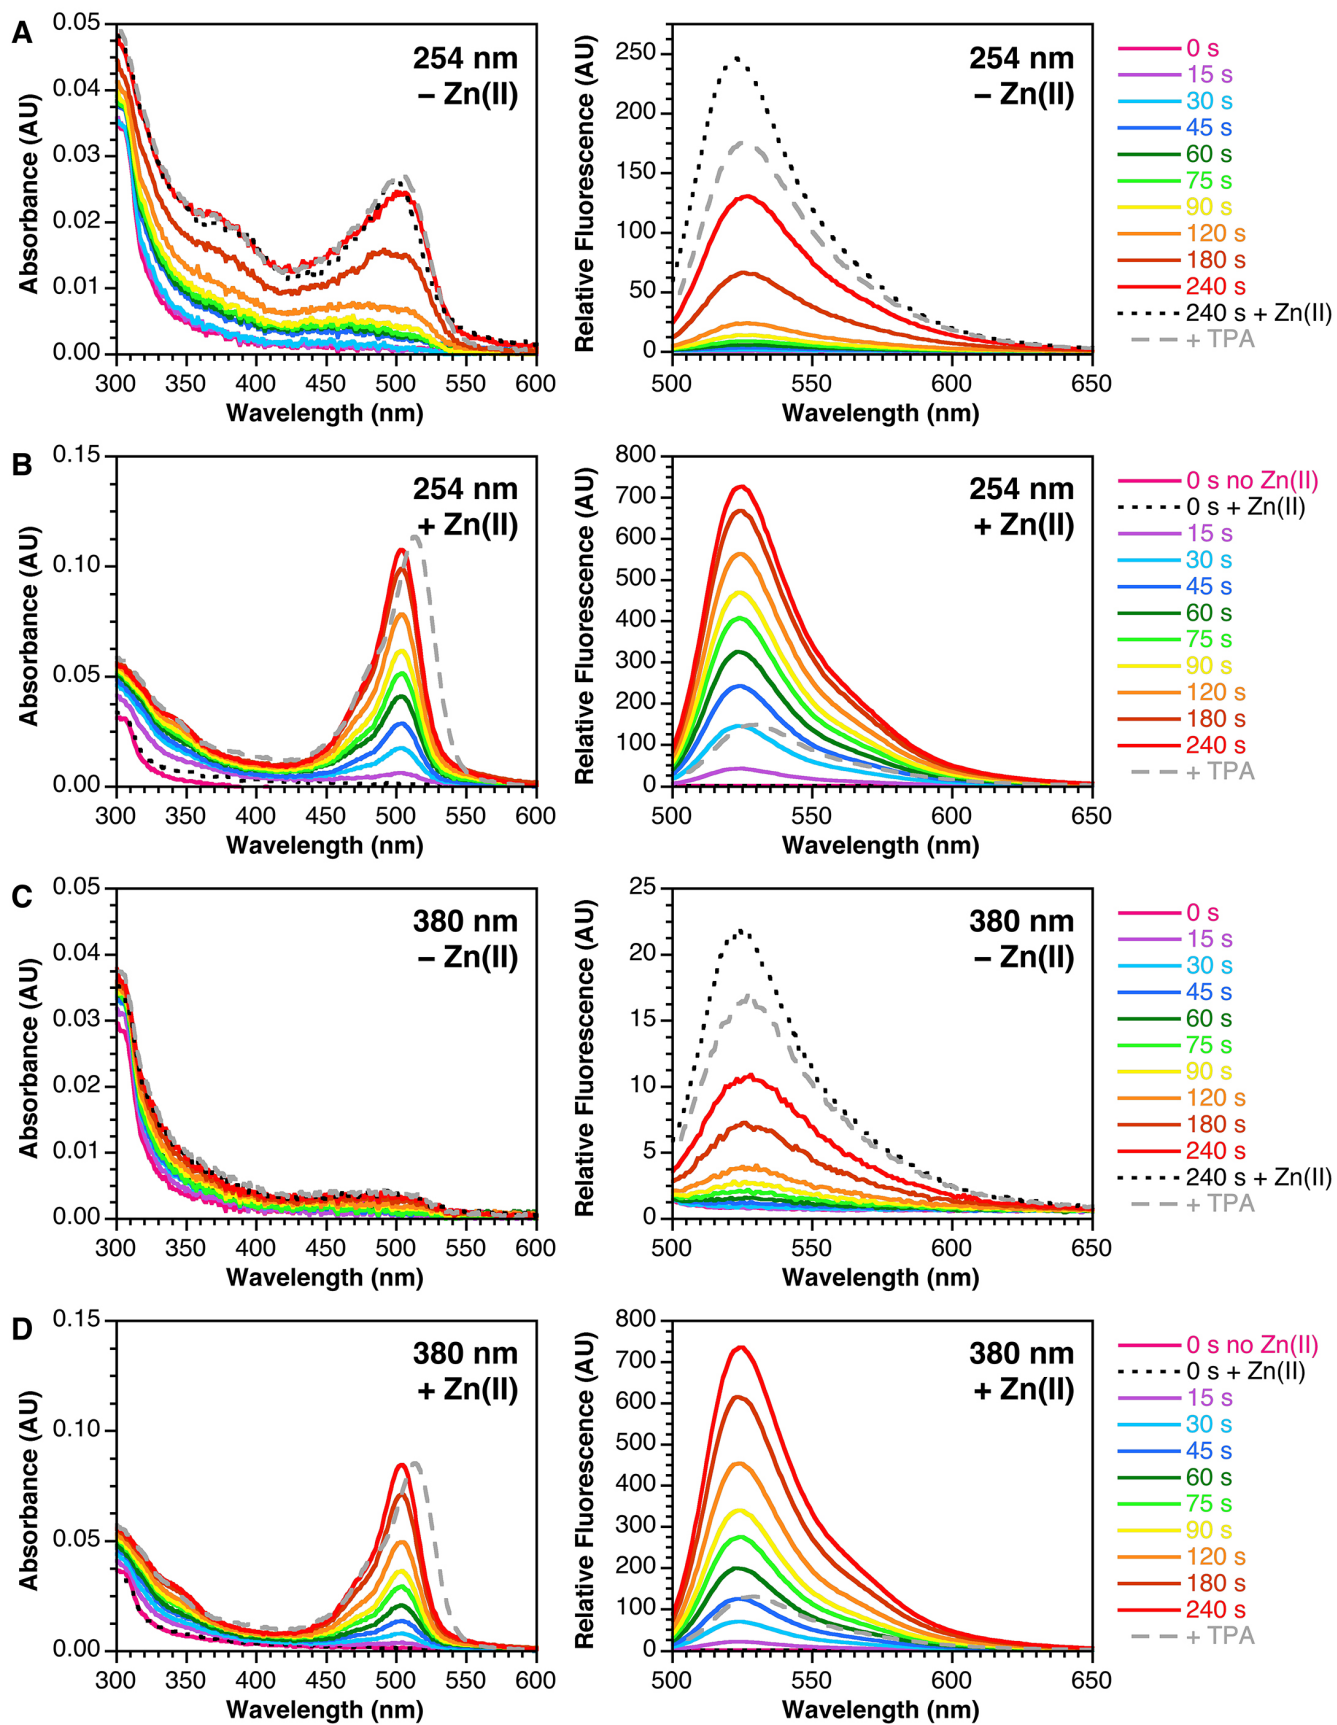 A
0.05
0.04
0.03
0.02
0.01
0.00
Absorbance (AU)
254 nm
– Zn(II)
300 350 400 450 500 550 600
Wavelength (nm)
250
200
150
100
50
0
Relative Fluorescence (AU)
254 nm
– Zn(II)
500 550 600 650
Wavelength (nm)
0 s
15 s
30 s
45 s
60 s
75 s
90 s
120 s
180 s
240 s
240 s + Zn(II)
+ TPA
B
0.15
0.10
0.05
0.00
Absorbance (AU)
254 nm
+ Zn(II)
300 350 400 450 500 550 600
Wavelength (nm)
800
700
600
500
400
300
200
100
0
Relative Fluorescence (AU)
254 nm
+ Zn(II)
500 550 600 650
Wavelength (nm)
0 s no Zn(II)
0 s + Zn(II)
15 s
30 s
45 s
60 s
75 s
90 s
120 s
180 s
240 s
+ TPA
C
0.05
0.04
0.03
0.02
0.01
0.00
Absorbance (AU)
380 nm
– Zn(II)
300 350 400 450 500 550 600
Wavelength (nm)
25
20
15
10
5
0
Relative Fluorescence (AU)
380 nm
– Zn(II)
500 550 600 650
Wavelength (nm)
0 s
15 s
30 s
45 s
60 s
75 s
90 s
120 s
180 s
240 s
240 s + Zn(II)
+ TPA
D
0.15
0.10
0.05
0.00
Absorbance (AU)
380 nm
+ Zn(II)
300 350 400 450 500 550 600
Wavelength (nm)
800
700
600
500
400
300
200
100
0
Relative Fluorescence (AU)
380 nm
+ Zn(II)
500 550 600 650
Wavelength (nm)
0 s no Zn(II)
0 s + Zn(II)
15 s
30 s
45 s
60 s
75 s
90 s
120 s
180 s
240 s
+ TPA